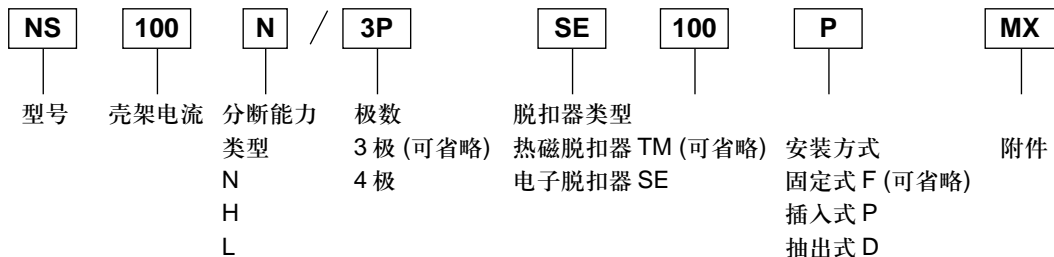 NS 100 N / 3P SE 100 P MX
型号 壳架电流 分断能力 极数 脱扣器类型
类型 3 极 (可省略) 热磁脱扣器 TM (可省略) 安装方式 附件
N 4 极 电子脱扣器 SE 固定式 F (可省略)
H 插入式 P
L 抽出式 D